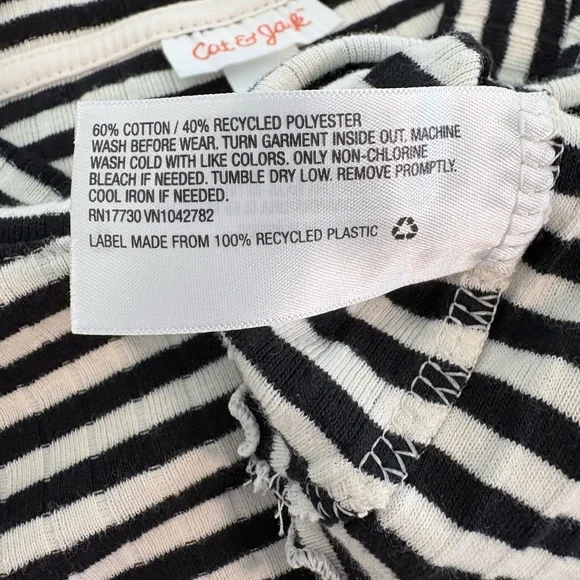 Cat & Jack™
60% COTTON / 40% RECYCLED POLYESTER
WASH BEFORE WEAR. TURN GARMENT INSIDE OUT. MACHINE
WASH COLD WITH LIKE COLORS. ONLY NON-CHLORINE
BLEACH IF NEEDED. TUMBLE DRY LOW. REMOVE PROMPTLY.
COOL IRON IF NEEDED.
RN17730 VN1042782
LABEL MADE FROM 100% RECYCLED PLASTIC